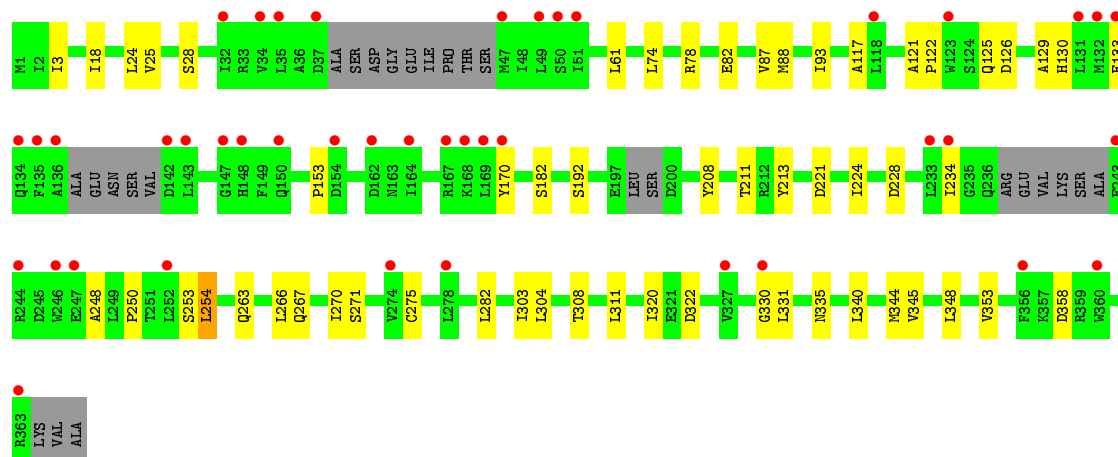 M1 I2 I3 I18 L24 V25 S28 I32 R33 V34 L35 A36 D37 ALA SER ASP GLY GLU ILE PRO THR SER M47 I48 L49 S50 I51 L61 L74 R78 E82 V87 M88 I93 A117 L118 A121 P122 W123 S124 Q125 D126 A129 H130 L131 M132
Q134 F135 A136 ALA GLU ASN SER VAL D142 L143 G147 H148 F149 Q150 P153 D154 D162 N163 I164 R167 K168 L169 Y170 S182 S192 E197 LEU SER D200 Y208 T211 R212 Y213 D221 I224 D228 L233 I234 G235 Q236 ARG GLU VAL LYS SER ALA
R244 D245 W246 E247 A248 L249 P250 T251 L252 S253 L254 Q263 L266 Q267 I270 S271 V274 C275 L278 L282 I303 L304 T308 L311 I320 E321 D322 V327 G330 L331 N335 L340 M344 V345 L348 V353 F356 K357 D358 R359 W360
R363 LYS VAL ALA